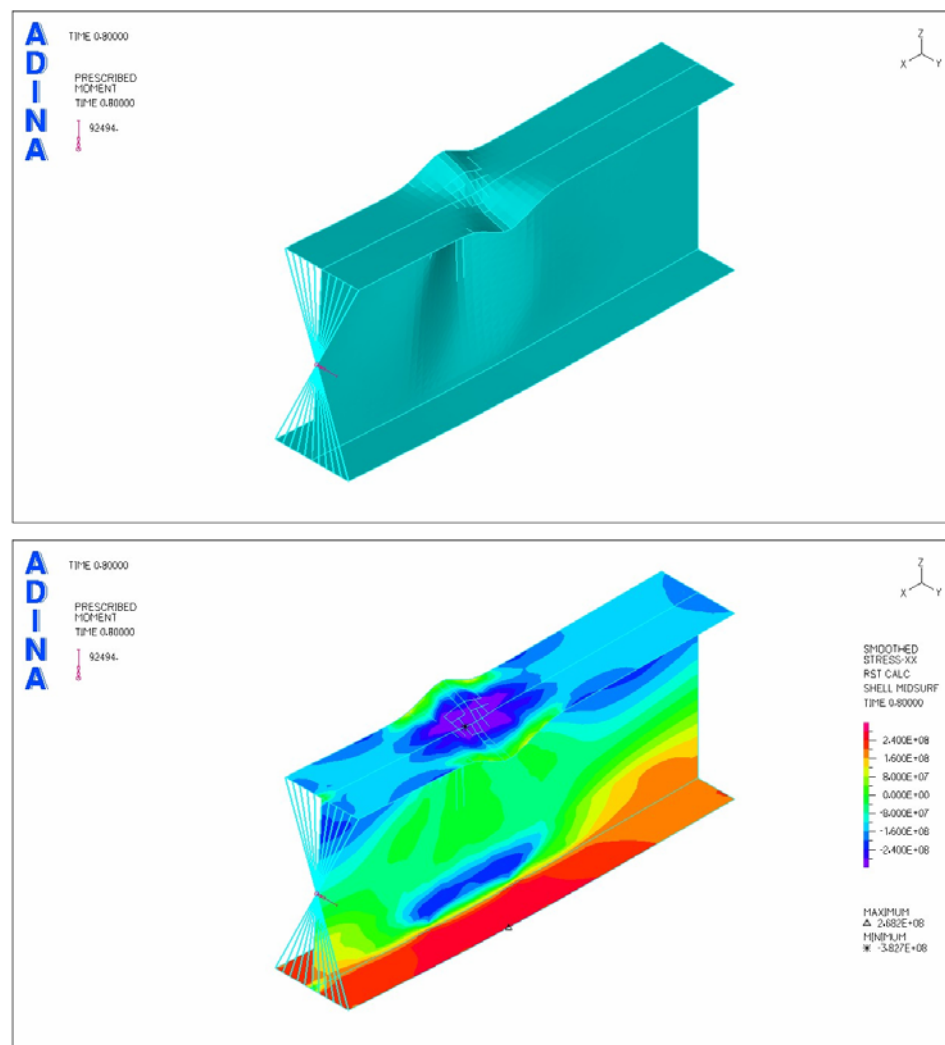 ADINA
TIME 0.80000
PRESCRIBED
MOMENT
TIME 0.80000
92494.
Z
X Y
ADINA
TIME 0.80000
PRESCRIBED
MOMENT
TIME 0.80000
92494.
Z
X Y
SMOOTHED
STRESS-XX
RST CALC
SHELL MIDSURF
TIME 0.80000
2.400E+08
1.600E+08
8.000E+07
0.000E+00
-8.000E+07
-1.600E+08
-2.400E+08
MAXIMUM
Δ 2.682E+08
MINIMUM
* -3.827E+08